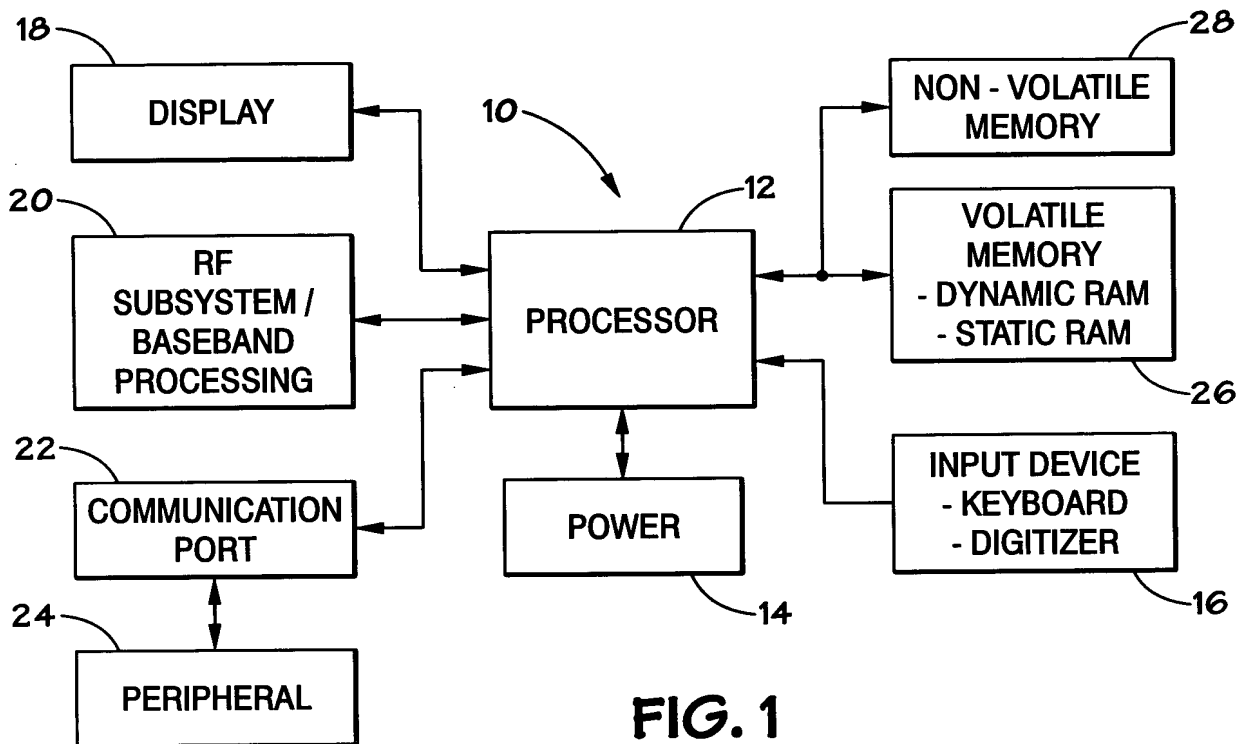 18
DISPLAY
20
RF
SUBSYSTEM /
BASEBAND
PROCESSING
22
COMMUNICATION
PORT
24
PERIPHERAL
10
12
PROCESSOR
POWER
14
28
NON - VOLATILE
MEMORY
VOLATILE
MEMORY
- DYNAMIC RAM
- STATIC RAM
26
INPUT DEVICE
- KEYBOARD
- DIGITIZER
16
FIG. 1